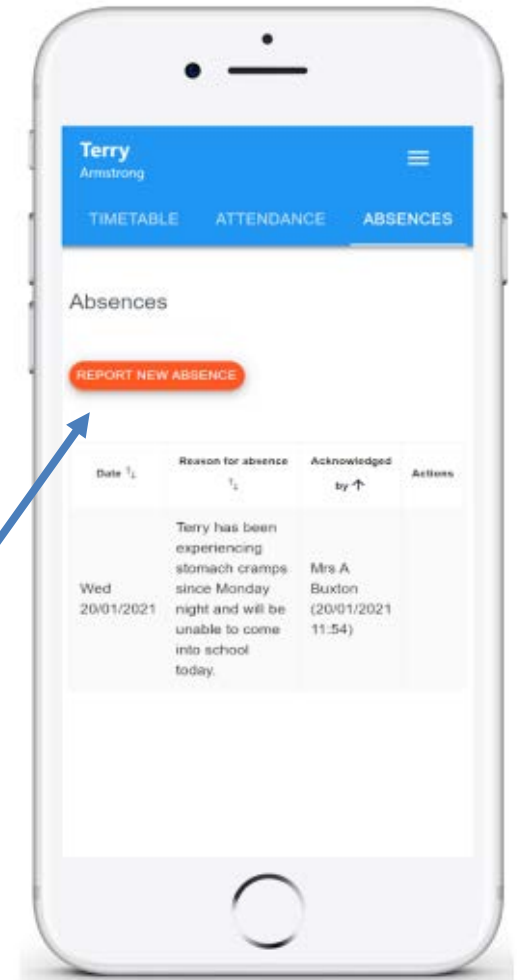 Terry
Armstrong
TIMETABLE ATTENDANCE ABSENCES
Absences
REPORT NEW ABSENCE
Date ↑↓ Reason for absence ↑↓ Acknowledged by ↑ Actions
Terry has been
experiencing
stomach cramps
since Monday
night and will be
unable to come
into school
today.
Wed
20/01/2021
Mrs A
Buxton
(20/01/2021
11:54)